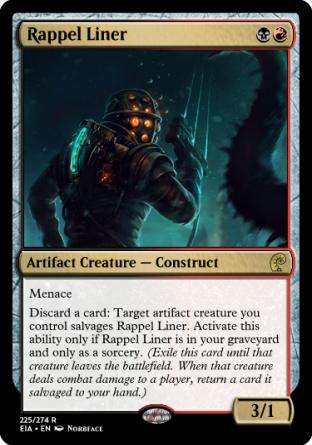 Rappel Liner
Artifact Creature — Construct
Menace
Discard a card: Target artifact creature you
control salvages Rappel Liner. Activate this
ability only if Rappel Liner is in your graveyard
and only as a sorcery. (Exile this card until that
creature leaves the battlefield. When that creature
deals combat damage to a player, return a card it
salvaged to your hand.)
3/1
225/274 R
EIA • EN Norbface